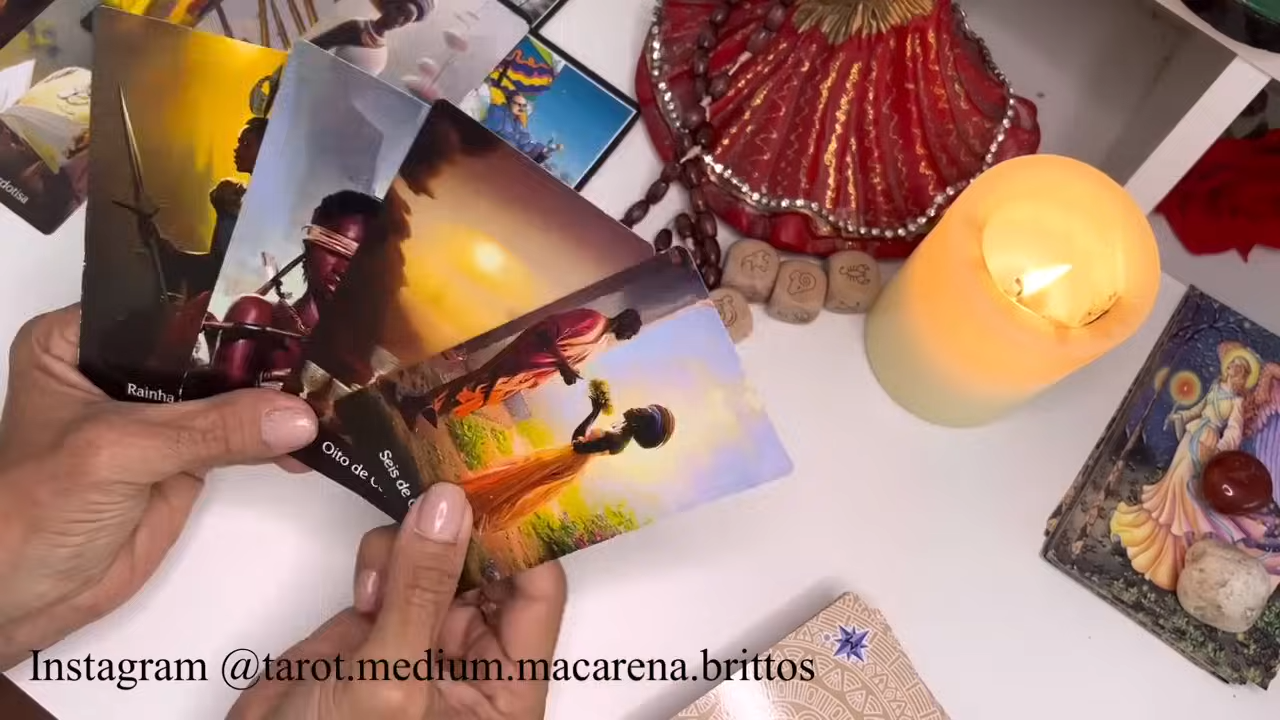 Rainha
Oito de
Seis de
Instagram @tarot.medium.macarena.brittos